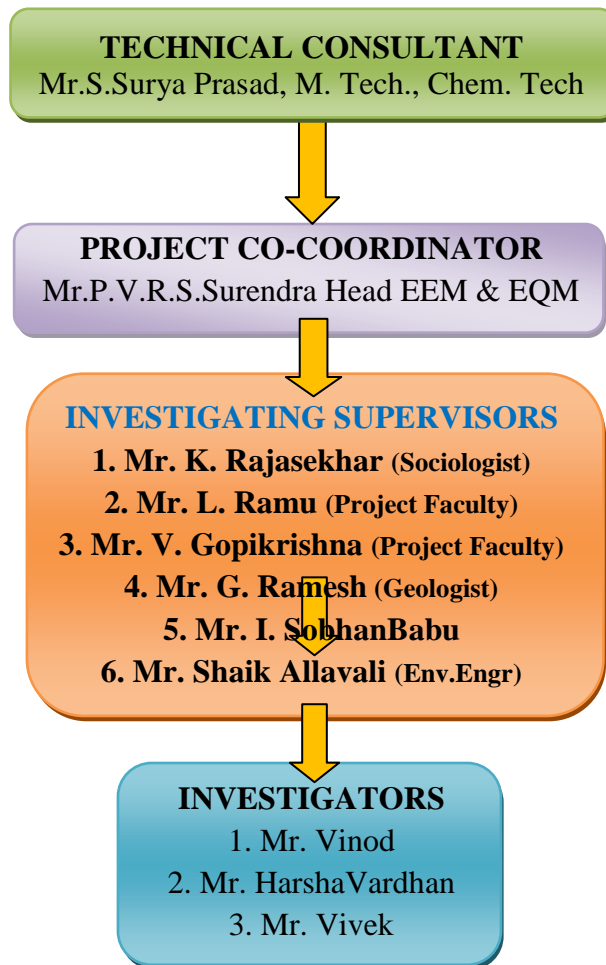 TECHNICAL CONSULTANT
Mr.S.Surya Prasad, M. Tech., Chem. Tech
PROJECT CO-COORDINATOR
Mr.P.V.R.S.Surendra Head EEM & EQM
INVESTIGATING SUPERVISORS
1. Mr. K. Rajasekhar (Sociologist)
2. Mr. L. Ramu (Project Faculty)
3. Mr. V. Gopikrishna (Project Faculty)
4. Mr. G. Ramesh (Geologist)
5. Mr. I. SobhanBabu
6. Mr. Shaik Allavali (Env.Engr)
INVESTIGATORS
1. Mr. Vinod
2. Mr. HarshaVardhan
3. Mr. Vivek